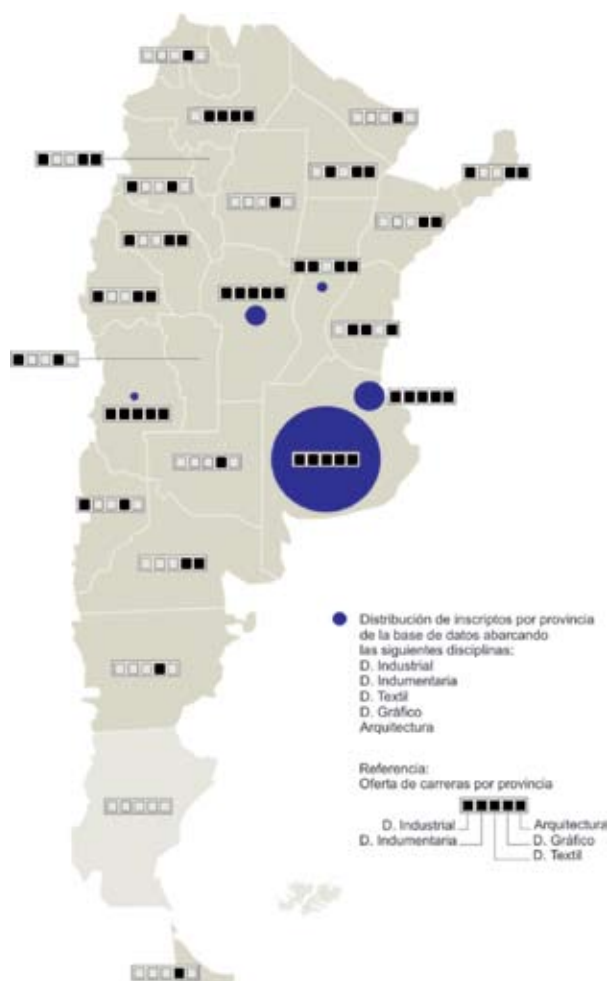 Distribución de inscriptos por provincia
de la base de datos abarcando
las siguientes disciplinas:
D. Industrial
D. Indumentaria
D. Textil
D. Gráfico
Arquitectura
Referencia:
Oferta de carreras por provincia
D. Industrial
Arquitectura
D. Indumentaria
D. Gráfico
D. Textil